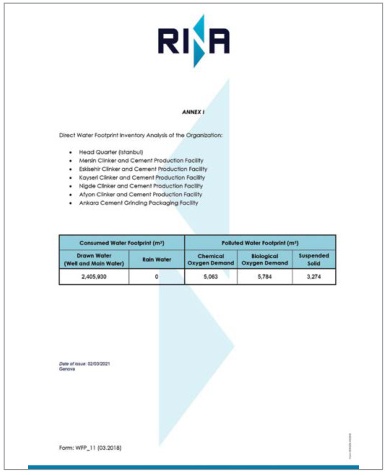 RINA
ANNEX I
Direct Water Footprint Inventory Analysis of the Organization:
• Head Quarter (Istanbul)
• Mersin Clinker and Cement Production Facility
• Eskisehir Clinker and Cement Production Facility
• Kayseri Clinker and Cement Production Facility
• Nigde Clinker and Cement Production Facility
• Afyon Clinker and Cement Production Facility
• Ankara Cement Grinding Packaging Facility
Consumed Water Footprint (m³) Polluted Water Footprint (m³)
Drawn Water (Well and Main Water) Rain Water Chemical Oxygen Demand Biological Oxygen Demand Suspended Solid
2,405,930 0 5,083 5,784 3,274
Date of issue: 02/03/2021
Genova
Form: WFP_11 (03.2018)